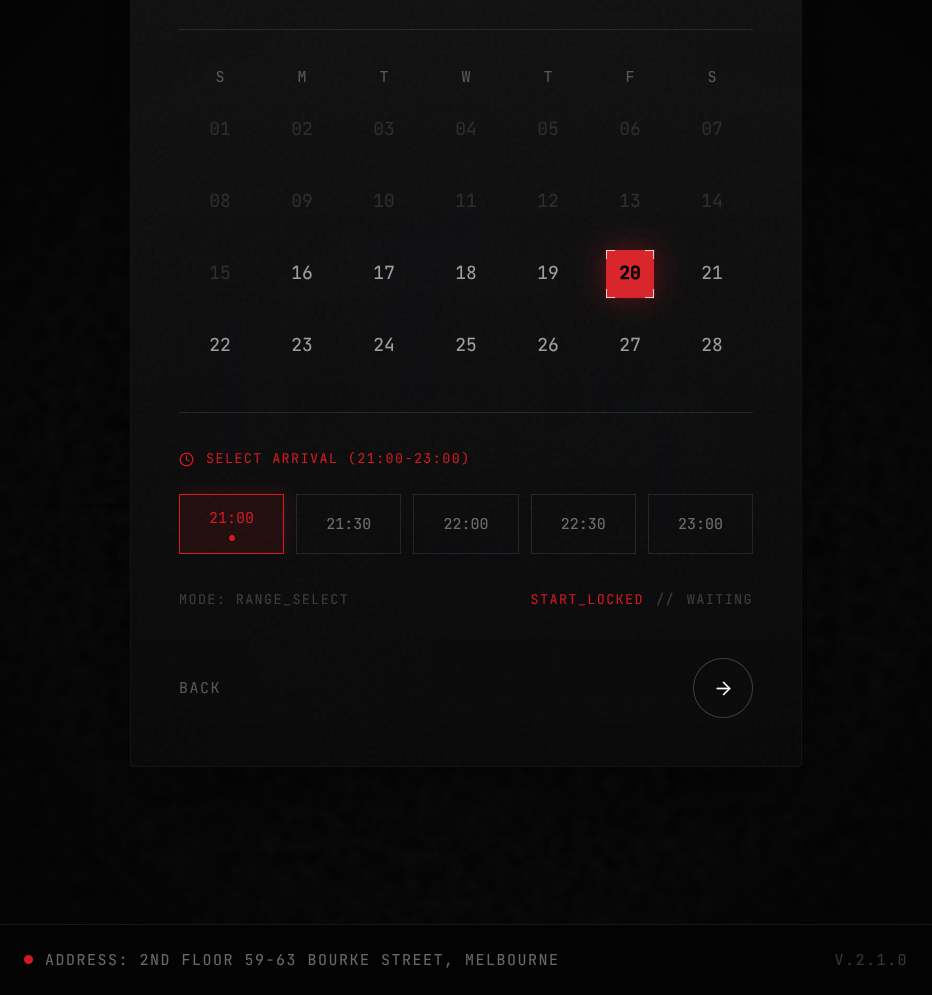 S M T W T F S
01 02 03 04 05 06 07
08 09 10 11 12 13 14
15 16 17 18 19 20 21
22 23 24 25 26 27 28
SELECT ARRIVAL (21:00-23:00)
21:00 21:30 22:00 22:30 23:00
MODE: RANGE_SELECT START_LOCKED // WAITING
BACK
ADDRESS: 2ND FLOOR 59-63 BOURKE STREET, MELBOURNE V.2.1.0